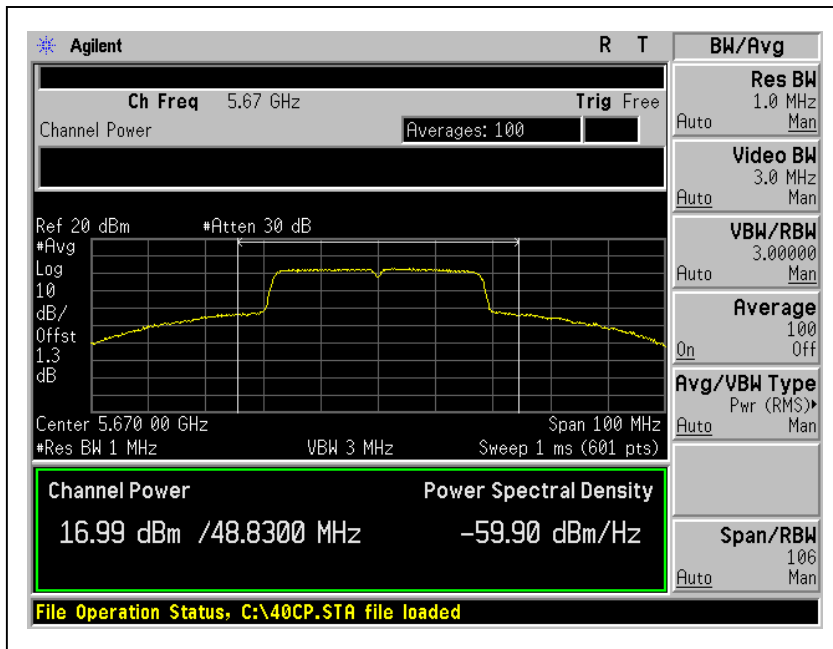 Agilent R T BW/Avg
Ch Freq 5.67 GHz Trig Free
Channel Power Averages: 100
Res BW
1.0 MHz
Auto Man
Video BW
3.0 MHz
Auto Man
VBW/RBW
3.00000
Auto Man
Average
100
On Off
Avg/VBW Type
Pwr (RMS)▸
Auto Man
Span/RBW
106
Auto Man
Ref 20 dBm #Atten 30 dB
#Avg
Log
10
dB/
Offst
1.3
dB
Center 5.670 00 GHz Span 100 MHz
#Res BW 1 MHz VBW 3 MHz Sweep 1 ms (601 pts)
Channel Power Power Spectral Density
16.99 dBm /48.8300 MHz -59.90 dBm/Hz
File Operation Status, C:\40CP.STA file loaded